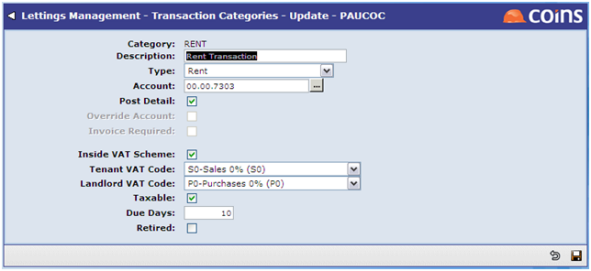 Lettings Management - Transaction Categories - Update - PAUCOC
coins
Category: RENT
Description: Rent Transaction
Type: Rent
Account: 00.00.7303 ...
Post Detail:
Override Account:
Invoice Required:
Inside VAT Scheme:
Tenant VAT Code: S0-Sales 0% (S0)
Landlord VAT Code: P0-Purchases 0% (P0)
Taxable:
Due Days: 10
Retired: